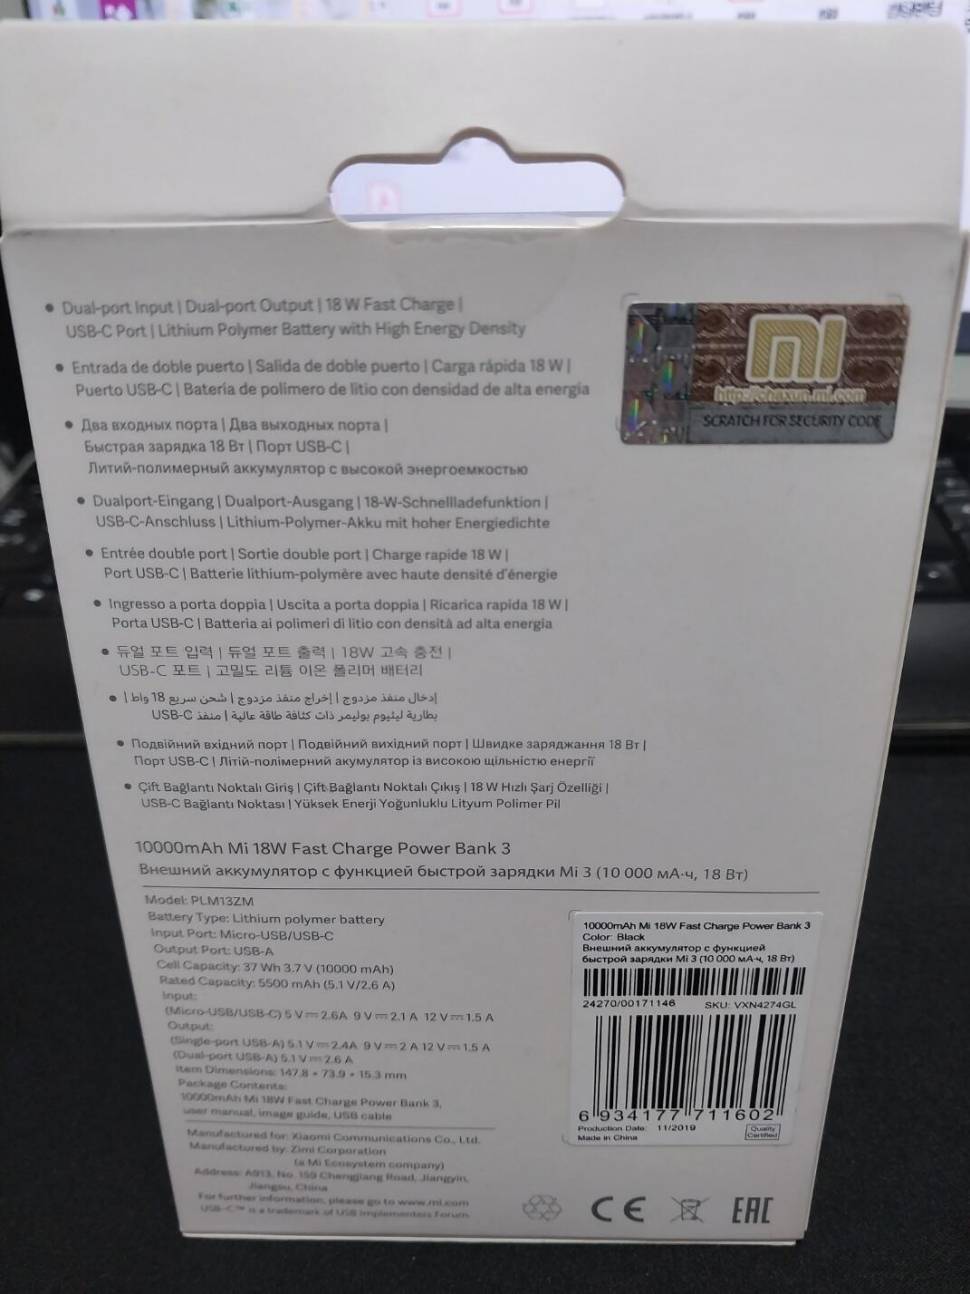 Dual-port Input | Dual-port Output | 18 W Fast Charge |
USB-C Port | Lithium Polymer Battery with High Energy Density
Entrada de doble puerto | Salida de doble puerto | Carga rápida 18 W |
Puerto USB-C | Batería de polímero de litio con densidad de alta energía
Два входных порта | Два выходных порта |
Быстрая зарядка 18 Вт | Порт USB-C |
Литий-полимерный аккумулятор с высокой энергоемкостью
Dualport-Eingang | Dualport-Ausgang | 18-W-Schnellladefunktion |
USB-C-Anschluss | Lithium-Polymer-Akku mit hoher Energiedichte
Entrée double port | Sortie double port | Charge rapide 18 W |
Port USB-C | Batterie lithium-polymère avec haute densité d'énergie
Ingresso a porta doppia | Uscita a porta doppia | Ricarica rapida 18 W |
Porta USB-C | Batteria ai polimeri di litio con densità ad alta energia
듀얼 포트 입력 | 듀얼 포트 출력 | 18W 고속 충전 |
USB-C 포트 | 고밀도 리튬 이온 폴리머 배터리
إدخال منفذ مزدوج | إخراج منفذ مزدوج | شحن سريع 18 واط |
بطارية ليثيوم بوليمر ذات كثافة طاقة عالية | منفذ USB-C
Подвійний вхідний порт | Подвійний вихідний порт | Швидке заряджання 18 Вт |
Порт USB-C | Літій-полімерний акумулятор із високою щільністю енергії
Çift Bağlantı Noktalı Giriş | Çift Bağlantı Noktalı Çıkış | 18 W Hızlı Şarj Özelliği |
USB-C Bağlantı Noktası | Yüksek Enerji Yoğunluklu Lityum Polimer Pil
MI
http://chaxun.mi.com
SCRATCH FOR SECURITY CODE
10000mAh Mi 18W Fast Charge Power Bank 3
Внешний аккумулятор с функцией быстрой зарядки Mi 3 (10 000 мА·ч, 18 Вт)
Model: PLM13ZM
Battery Type: Lithium polymer battery
Input Port: Micro-USB/USB-C
Output Port: USB-A
Cell Capacity: 37 Wh 3.7 V (10000 mAh)
Rated Capacity: 5500 mAh (5.1 V/2.6 A)
Input:
(Micro-USB/USB-C) 5 V⎓2.6A 9 V⎓2.1 A 12 V⎓1.5 A
Output:
(Single-port USB-A) 5.1 V⎓2.4A 9 V⎓2 A 12 V⎓1.5 A
(Dual-port USB-A) 5.1 V⎓2.6 A
Item Dimensions: 147.8 × 73.9 × 15.3 mm
Package Contents:
10000mAh Mi 18W Fast Charge Power Bank 3,
user manual, image guide, USB cable
Manufactured for: Xiaomi Communications Co., Ltd.
Manufactured by: Zimi Corporation
(a Mi Ecosystem company)
Address: A913, No. 159 Chengjiang Road, Jiangyin,
Jiangsu, China
For further information, please go to www.mi.com
USB-C™ is a trademark of USB Implementers Forum.
10000mAh Mi 18W Fast Charge Power Bank 3
Color: Black
Внешний аккумулятор с функцией
быстрой зарядки Mi 3 (10 000 мА·ч, 18 Вт)
24270/00171146 SKU: VXN4274GL
6 934177 711602
Production Date: 11/2019
Made in China
Quality
Certified
CE
EAC